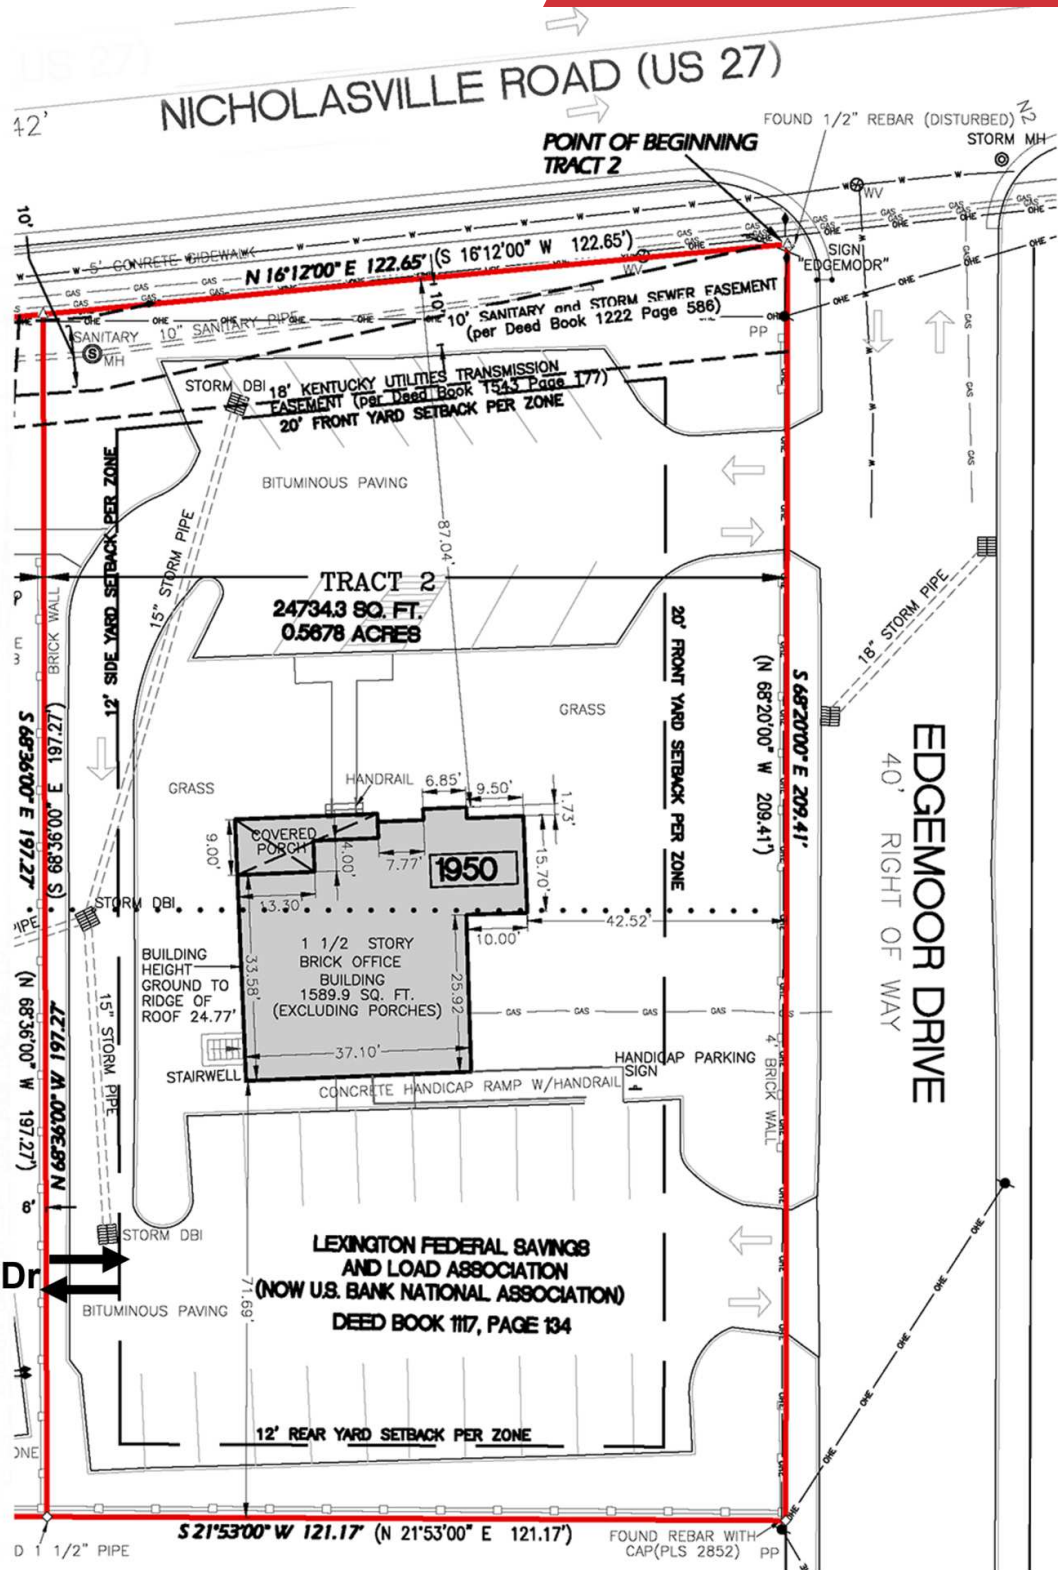 NICHOLASVILLE ROAD (US 27)
42'
FOUND 1/2" REBAR (DISTURBED)
STORM MH
POINT OF BEGINNING
TRACT 2
WV
10'
5' CONRETE SIDEWALK
N 16°12'00" E 122.65' (S 16°12'00" W 122.65')
WV
SIGN
"EDGEMOOR"
10'
10' SANITARY and STORM SEWER EASEMENT
(per Deed Book 1222 Page 586)
10" SANITARY PIPE
SANITARY
MH
S
PP
STORM DBI
18' KENTUCKY UTILITIES TRANSMISSION
EASEMENT (per Deed Book 1543 Page 177)
20' FRONT YARD SETBACK PER ZONE
BITUMINOUS PAVING
12' SIDE YARD SETBACK PER ZONE
15" STORM PIPE
87.04'
TRACT 2
24734.3 SQ. FT.
0.5678 ACRES
BRICK WALL
18" STORM PIPE
20' FRONT YARD SETBACK PER ZONE
(N 68°20'00" W 209.41')
S 68°20'00" E 209.41'
S 68°36'00" E 197.27'
(S 68°36'00" E 197.27')
GRASS
GRASS
EDGEMOOR DRIVE
40' RIGHT OF WAY
HANDRAIL
6.85'
9.50'
1.73'
9.00'
COVERED
PORCH
4.00'
7.77'
1950
15.70'
13.30'
STORM DBI
PIPE
10.00'
42.52'
BUILDING
HEIGHT
GROUND TO
RIDGE OF
ROOF 24.77'
33.58'
1 1/2 STORY
BRICK OFFICE
BUILDING
1589.9 SQ. FT.
(EXCLUDING PORCHES)
25.92
GAS GAS GAS GAS GAS
15" STORM PIPE
(N 68°36'00" W 197.27')
N 68°36'00" W 197.27'
37.10'
STAIRWELL
HANDICAP PARKING
SIGN
CONCRETE HANDICAP RAMP W/HANDRAIL
4' BRICK WALL
6'
STORM DBI
Dr
LEXINGTON FEDERAL SAVINGS
AND LOAD ASSOCIATION
(NOW U.S. BANK NATIONAL ASSOCIATION)
DEED BOOK 1117, PAGE 134
71.69'
BITUMINOUS PAVING
12' REAR YARD SETBACK PER ZONE
S 21°53'00" W 121.17' (N 21°53'00" E 121.17')
FOUND REBAR WITH
CAP(PLS 2852)
PP
D 1 1/2" PIPE